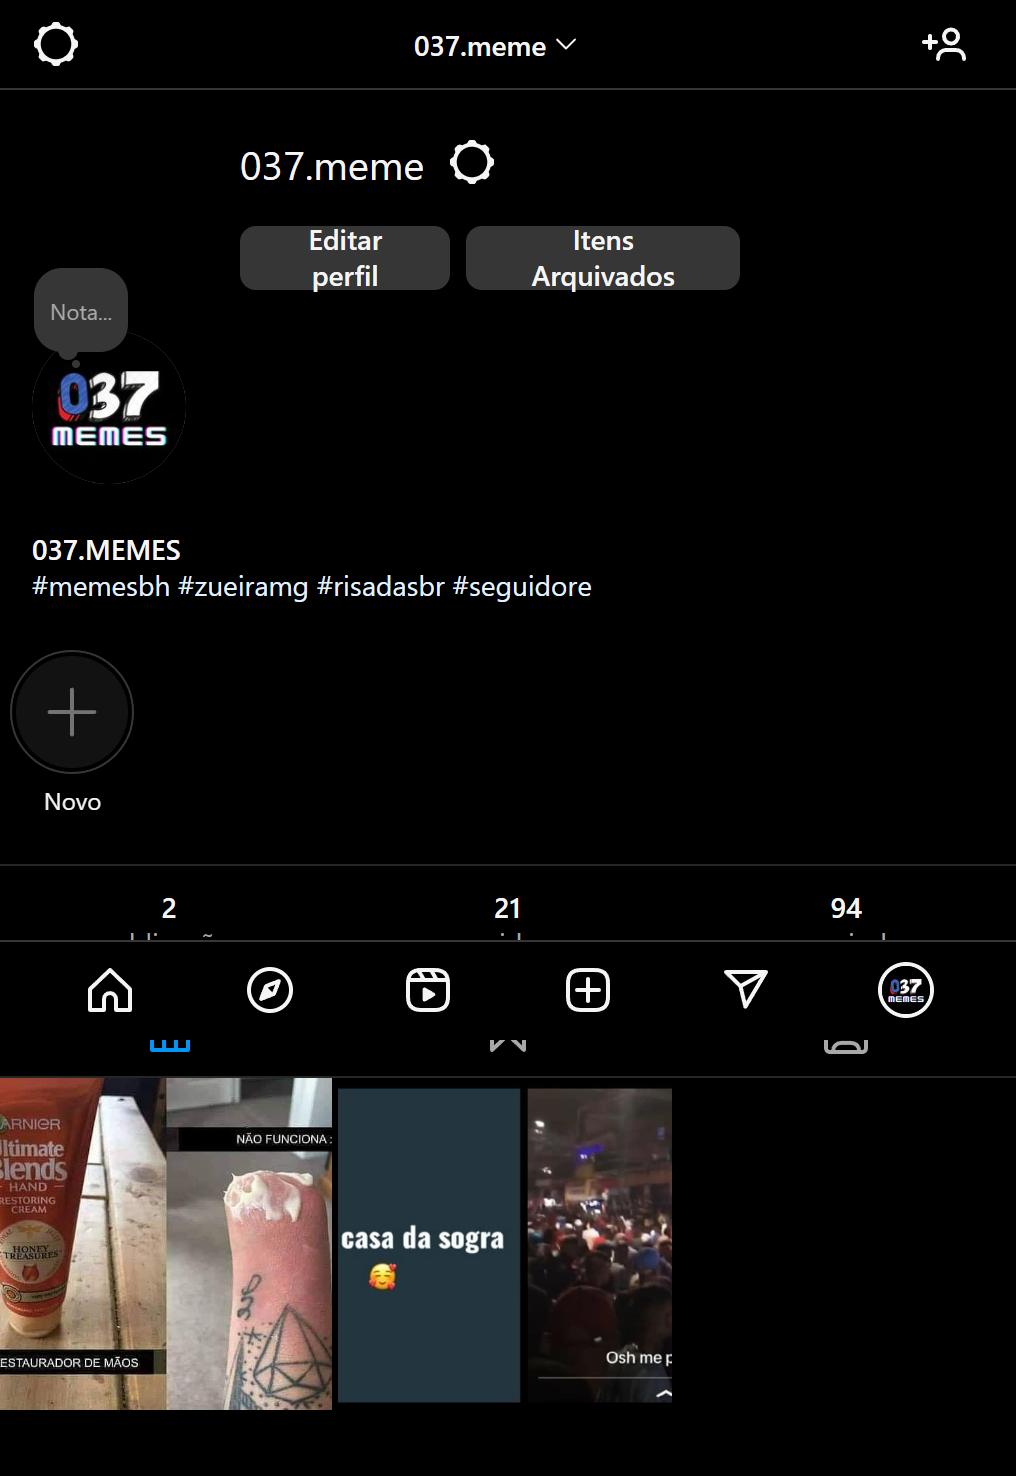 037.meme
037.meme
Editar
perfil
Itens
Arquivados
Nota...
037
MEMES
037.MEMES
#memesbh #zueiramg #risadasbr #seguidore
Novo
2
21
94
037
MEMES
ARNIER
ltimate
Blends
HAND
RESTORING
CREAM
HONEY
TREASURES
ESTAURADOR DE MÃOS
NÃO FUNCIONA :
casa da sogra
🥰
Osh me p